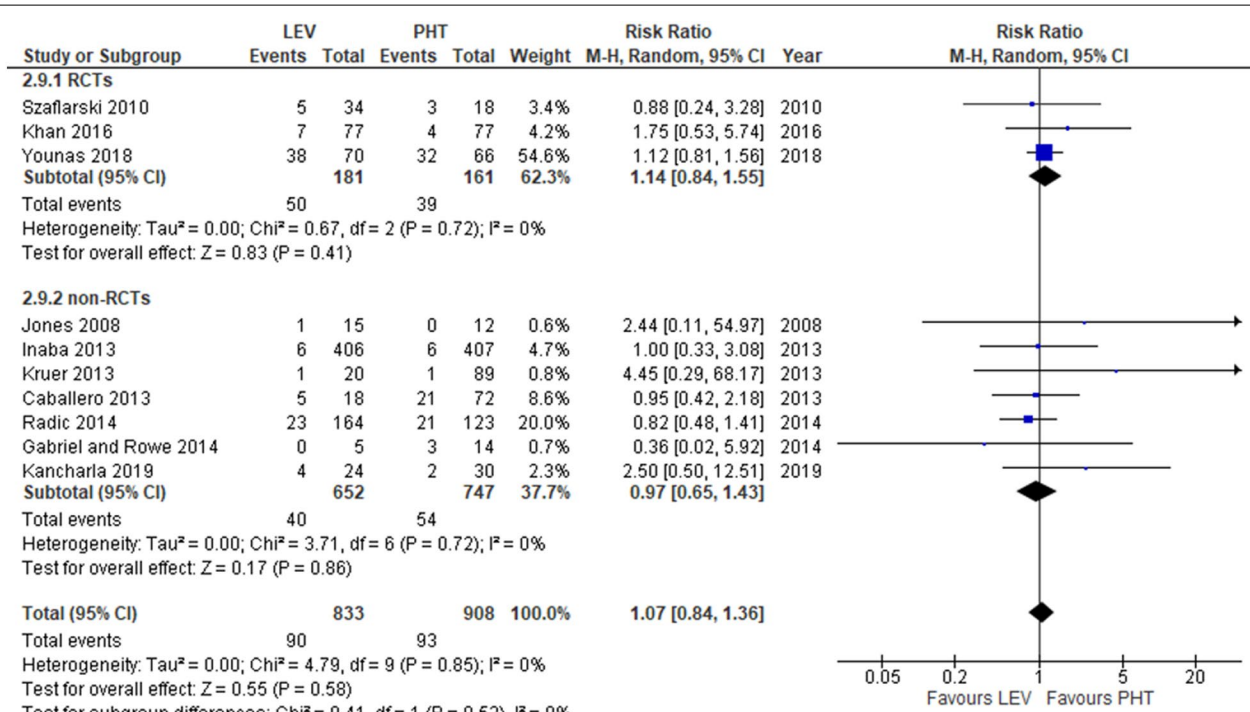 LEV PHT Risk Ratio Risk Ratio
Study or Subgroup Events Total Events Total Weight M-H, Random, 95% CI Year M-H, Random, 95% CI
2.9.1 RCTs
Szaflarski 2010 5 34 3 18 3.4% 0.88 [0.24, 3.28] 2010
Khan 2016 7 77 4 77 4.2% 1.75 [0.53, 5.74] 2016
Younas 2018 38 70 32 66 54.6% 1.12 [0.81, 1.56] 2018
Subtotal (95% CI) 181 161 62.3% 1.14 [0.84, 1.55]
Total events 50 39
Heterogeneity: Tau² = 0.00; Chi² = 0.67, df = 2 (P = 0.72); I² = 0%
Test for overall effect: Z = 0.83 (P = 0.41)
2.9.2 non-RCTs
Jones 2008 1 15 0 12 0.6% 2.44 [0.11, 54.97] 2008
Inaba 2013 6 406 6 407 4.7% 1.00 [0.33, 3.08] 2013
Kruer 2013 1 20 1 89 0.8% 4.45 [0.29, 68.17] 2013
Caballero 2013 5 18 21 72 8.6% 0.95 [0.42, 2.18] 2013
Radic 2014 23 164 21 123 20.0% 0.82 [0.48, 1.41] 2014
Gabriel and Rowe 2014 0 5 3 14 0.7% 0.36 [0.02, 5.92] 2014
Kancharla 2019 4 24 2 30 2.3% 2.50 [0.50, 12.51] 2019
Subtotal (95% CI) 652 747 37.7% 0.97 [0.65, 1.43]
Total events 40 54
Heterogeneity: Tau² = 0.00; Chi² = 3.71, df = 6 (P = 0.72); I² = 0%
Test for overall effect: Z = 0.17 (P = 0.86)
Total (95% CI) 833 908 100.0% 1.07 [0.84, 1.36]
Total events 90 93
Heterogeneity: Tau² = 0.00; Chi² = 4.79, df = 9 (P = 0.85); I² = 0%
Test for overall effect: Z = 0.55 (P = 0.58)
Test for subgroup differences: Chi² = 0.41, df = 1 (P = 0.52), I² = 0%
0.05 0.2 1 5 20
Favours LEV Favours PHT